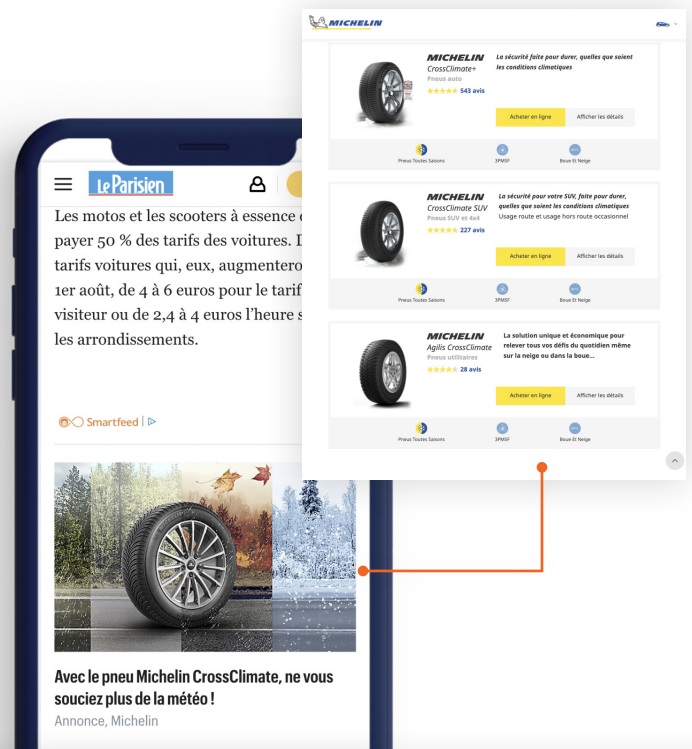 Le Parisien
Les motos et les scooters à essence
payer 50 % des tarifs des voitures.
tarifs voitures qui, eux, augmentero
1er août, de 4 à 6 euros pour le tarif
visiteur ou de 2,4 à 4 euros l'heure s
les arrondissements.
Smartfeed
Avec le pneu Michelin CrossClimate, ne vous
souciez plus de la météo !
Annonce, Michelin
MICHELIN
MICHELIN
CrossClimate+
Pneus auto
543 avis
La sécurité faite pour durer, quelles que soient
les conditions climatiques
Acheter en ligne
Afficher les détails
Pneus Toutes Saisons
3PMSF
Boue Et Neige
MICHELIN
CrossClimate SUV
Pneus SUV et 4x4
227 avis
La sécurité pour votre SUV, faite pour durer,
quelles que soient les conditions climatiques
Usage route et usage hors route occasionnel
Acheter en ligne
Afficher les détails
Pneus Toutes Saisons
3PMSF
Boue Et Neige
MICHELIN
Agilis CrossClimate
Pneus utilitaires
28 avis
La solution unique et économique pour
relever tous vos défis du quotidien même
sur la neige ou dans la boue...
Acheter en ligne
Afficher les détails
Pneus Toutes Saisons
3PMSF
Boue Et Neige